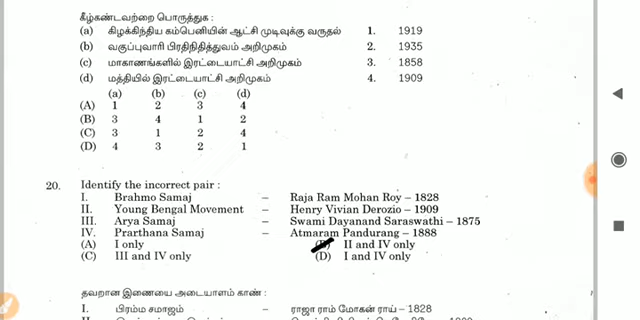 கீழ்கண்டவற்றை பொருத்துக :
(a) கிழக்கிந்திய கம்பெனியின் ஆட்சி முடிவுக்கு வருதல் 1. 1919
(b) வகுப்புவாரி பிரதிநிதித்துவம் அறிமுகம் 2. 1935
(c) மாகாணங்களில் இரட்டையாட்சி அறிமுகம் 3. 1858
(d) மத்தியில் இரட்டையாட்சி அறிமுகம் 4. 1909
(a) (b) (c) (d)
(A) 1 2 3 4
(B) 3 4 1 2
(C) 3 1 2 4
(D) 4 3 2 1
20. Identify the incorrect pair :
I. Brahmo Samaj – Raja Ram Mohan Roy – 1828
II. Young Bengal Movement – Henry Vivian Derozio – 1909
III. Arya Samaj – Swami Dayanand Saraswathi – 1875
IV. Prarthana Samaj – Atmaram Pandurang – 1888
(A) I only (B) II and IV only
(C) III and IV only (D) I and IV only
தவறான இணையை அடையாளம் காண் :
I. பிரம்ம சமாஜம் – ராஜா ராம் மோகன் ராய் – 1828